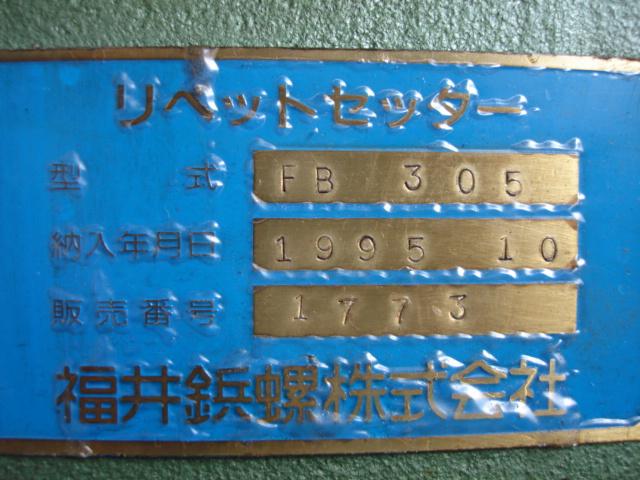 リベットセッター
型式 FB 305
納入年月日 1995 10
販売番号 1773
福井鋲螺株式会社